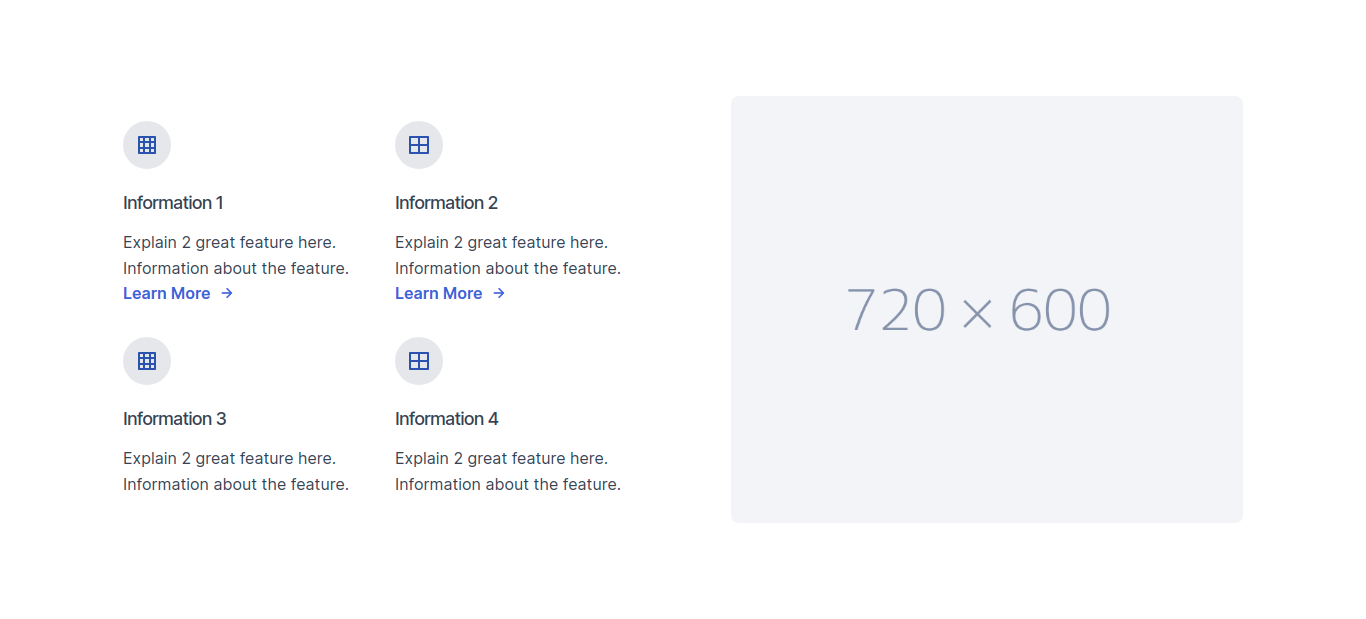 Information 1
Explain 2 great feature here.
Information about the feature.
Learn More →
Information 2
Explain 2 great feature here.
Information about the feature.
Learn More →
Information 3
Explain 2 great feature here.
Information about the feature.
Information 4
Explain 2 great feature here.
Information about the feature.
720 × 600